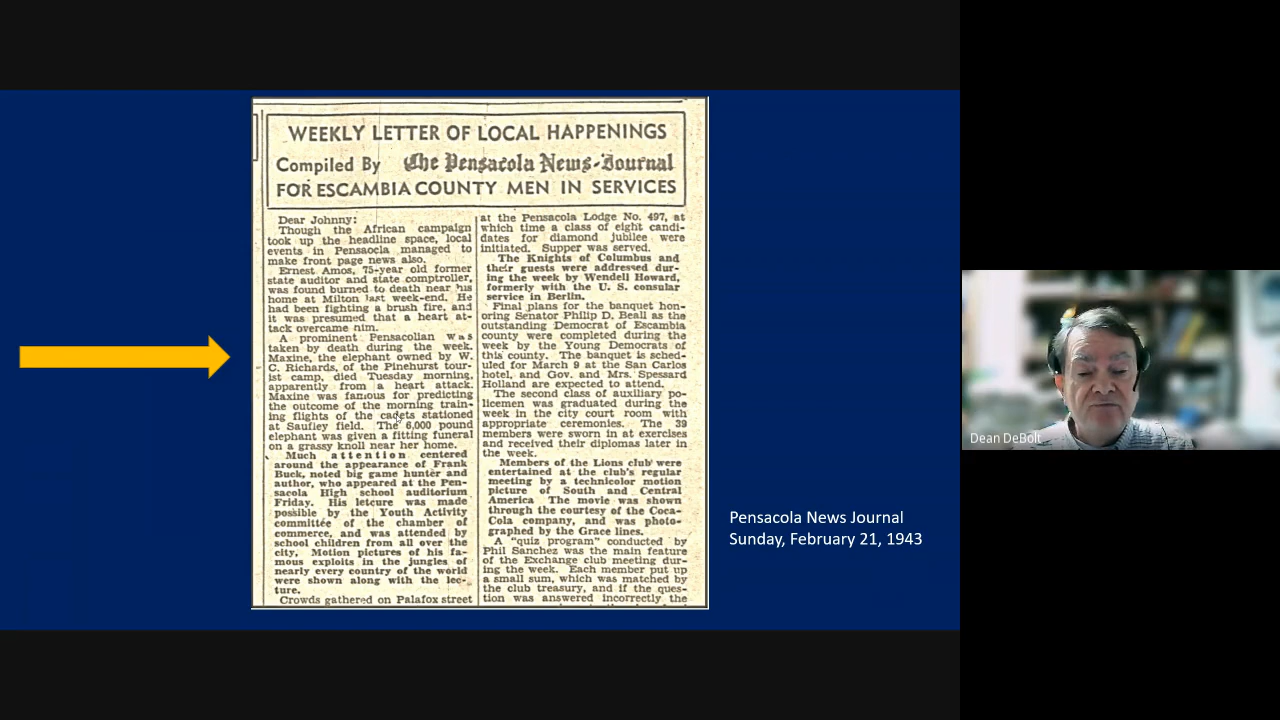 WEEKLY LETTER OF LOCAL HAPPENINGS
Compiled By The Pensacola News-Journal
FOR ESCAMBIA COUNTY MEN IN SERVICES
Dear Johnny:
Though the African campaign
took up the headline space, local
events in Pensaocla managed to
make front page news also.
Ernest Amos, 75-year old former
state auditor and state comptroller,
was found burned to death near his
home at Milton last week-end. He
had been fighting a brush fire, and
it was presumed that a heart at-
tack overcame him.
A prominent Pensacolian was
taken by death during the week.
Maxine, the elephant owned by W.
C. Richards, of the Pinehurst tour-
ist camp, died Tuesday morning,
apparently from a heart attack.
Maxine was famous for predicting
the outcome of the morning train-
ing flights of the cadets stationed
at Saufley field. The 6,000 pound
elephant was given a fitting funeral
on a grassy knoll near her home.
Much attention centered
around the appearance of Frank
Buck, noted big game hunter and
author, who appeared at the Pen-
sacola High school auditorium
Friday. His letcure was made
possible by the Youth Activity
committee of the chamber of
commerce, and was attended by
school children from all over the
city. Motion pictures of his fa-
mous exploits in the jungles of
nearly every country of the world
were shown along with the lec-
ture.
Crowds gathered on Palafox street
at the Pensacola Lodge No. 497, at
which time a class of eight candi-
dates for diamond jubilee were
initiated. Supper was served.
The Knights of Columbus and
their guests were addressed dur-
ing the week by Wendell Howard,
formerly with the U. S. consular
service in Berlin.
Final plans for the banquet hon-
oring Senator Philip D. Beall as the
outstanding Democrat of Escambia
county were completed during the
week by the Young Democrats of
this county. The banquet is sched-
uled for March 9 at the San Carlos
hotel, and Gov. and Mrs. Spessard
Holland are expected to attend.
The second class of auxiliary po-
licemen was graduated during the
week in the city court room with
appropriate ceremonies. The 39
members were sworn in at exercises
and received their diplomas later in
the week.
Members of the Lions club were
entertained at the club's regular
meeting by a technicolor motion
picture of South and Central
America The movie was shown
through the courtesy of the Coca-
Cola company, and was photo-
graphed by the Grace lines.
A "quiz program" conducted by
Phil Sanchez was the main feature
of the Exchange club meeting dur-
ing the week. Each member put up
a small sum, which was matched by
the club treasury, and if the ques-
tion was answered incorrectly the
Pensacola News Journal
Sunday, February 21, 1943
Dean DeBolt